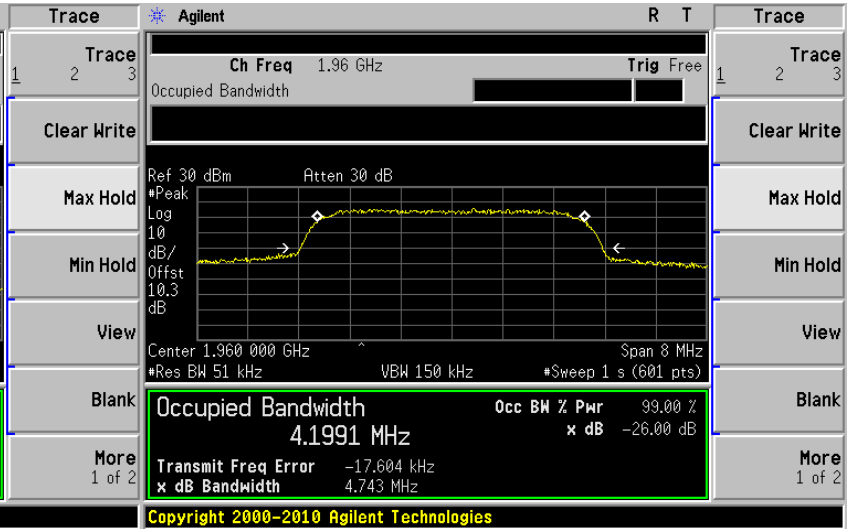 Trace
Trace
1 2 3
Clear Write
Max Hold
Min Hold
View
Blank
More
1 of 2
Agilent R T
Ch Freq 1.96 GHz Trig Free
Occupied Bandwidth
Ref 30 dBm Atten 30 dB
#Peak
Log
10
dB/
Offst
10.3
dB
Center 1.960 000 GHz ^ Span 8 MHz
#Res BW 51 kHz VBW 150 kHz #Sweep 1 s (601 pts)
Occupied Bandwidth Occ BW % Pwr 99.00 %
4.1991 MHz x dB -26.00 dB
Transmit Freq Error -17.604 kHz
x dB Bandwidth 4.743 MHz
Copyright 2000-2010 Agilent Technologies
Trace
Trace
1 2 3
Clear Write
Max Hold
Min Hold
View
Blank
More
1 of 2